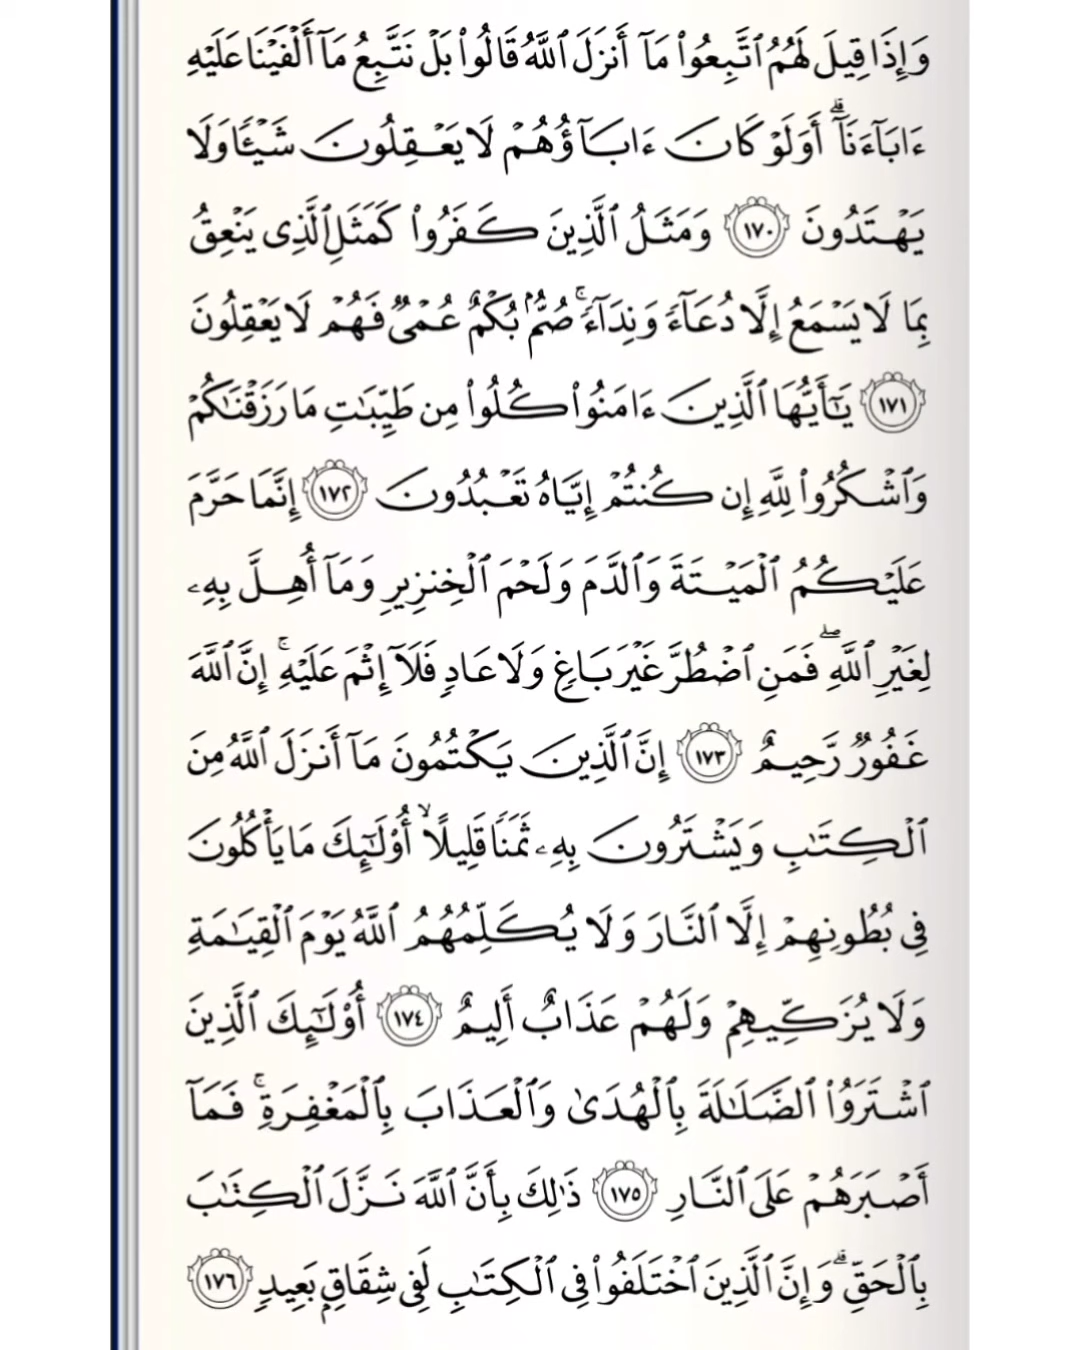 وَإِذَا قِيلَ لَهُمُ ٱتَّبِعُوا۟ مَآ أَنزَلَ ٱللَّهُ قَالُوا۟ بَلْ نَتَّبِعُ مَآ أَلْفَيْنَا عَلَيْهِ
ءَابَآءَنَآ ۗ أَوَلَوْ كَانَ ءَابَآؤُهُمْ لَا يَعْقِلُونَ شَيْـًٔا وَلَا
يَهْتَدُونَ ١٧٠ وَمَثَلُ ٱلَّذِينَ كَفَرُوا۟ كَمَثَلِ ٱلَّذِى يَنْعِقُ
بِمَا لَا يَسْمَعُ إِلَّا دُعَآءً وَنِدَآءً ۚ صُمٌّۢ بُكْمٌ عُمْىٌ فَهُمْ لَا يَعْقِلُونَ
١٧١ يَـٰٓأَيُّهَا ٱلَّذِينَ ءَامَنُوا۟ كُلُوا۟ مِن طَيِّبَـٰتِ مَا رَزَقْنَـٰكُمْ
وَٱشْكُرُوا۟ لِلَّهِ إِن كُنتُمْ إِيَّاهُ تَعْبُدُونَ ١٧٢ إِنَّمَا حَرَّمَ
عَلَيْكُمُ ٱلْمَيْتَةَ وَٱلدَّمَ وَلَحْمَ ٱلْخِنزِيرِ وَمَآ أُهِلَّ بِهِۦ
لِغَيْرِ ٱللَّهِ ۖ فَمَنِ ٱضْطُرَّ غَيْرَ بَاغٍ وَلَا عَادٍ فَلَآ إِثْمَ عَلَيْهِ ۚ إِنَّ ٱللَّهَ
غَفُورٌ رَّحِيمٌ ١٧٣ إِنَّ ٱلَّذِينَ يَكْتُمُونَ مَآ أَنزَلَ ٱللَّهُ مِنَ
ٱلْكِتَـٰبِ وَيَشْتَرُونَ بِهِۦ ثَمَنًا قَلِيلًا ۙ أُو۟لَـٰٓئِكَ مَا يَأْكُلُونَ
فِى بُطُونِهِمْ إِلَّا ٱلنَّارَ وَلَا يُكَلِّمُهُمُ ٱللَّهُ يَوْمَ ٱلْقِيَـٰمَةِ
وَلَا يُزَكِّيهِمْ وَلَهُمْ عَذَابٌ أَلِيمٌ ١٧٤ أُو۟لَـٰٓئِكَ ٱلَّذِينَ
ٱشْتَرَوُا۟ ٱلضَّلَـٰلَةَ بِٱلْهُدَىٰ وَٱلْعَذَابَ بِٱلْمَغْفِرَةِ ۚ فَمَآ
أَصْبَرَهُمْ عَلَى ٱلنَّارِ ١٧٥ ذَٰلِكَ بِأَنَّ ٱللَّهَ نَزَّلَ ٱلْكِتَـٰبَ
بِٱلْحَقِّ ۗ وَإِنَّ ٱلَّذِينَ ٱخْتَلَفُوا۟ فِى ٱلْكِتَـٰبِ لَفِى شِقَاقٍۭ بَعِيدٍ ١٧٦